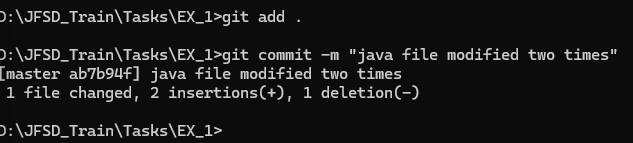 D:\JFSD_Train\Tasks\EX_1>git add .
D:\JFSD_Train\Tasks\EX_1>git commit -m "java file modified two times"
[master ab7b94f] java file modified two times
1 file changed, 2 insertions(+), 1 deletion(-)
D:\JFSD_Train\Tasks\EX_1>